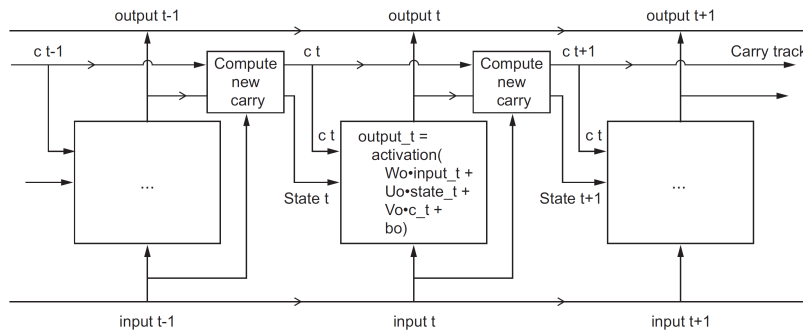 output t-1
output t
output t+1
c t-1
Compute
new
carry
c t
Compute
new
carry
c t+1
Carry track
...
c t
output_t =
activation(
Wo•input_t +
Uo•state_t +
Vo•c_t +
bo)
c t
...
State t
State t+1
input t-1
input t
input t+1